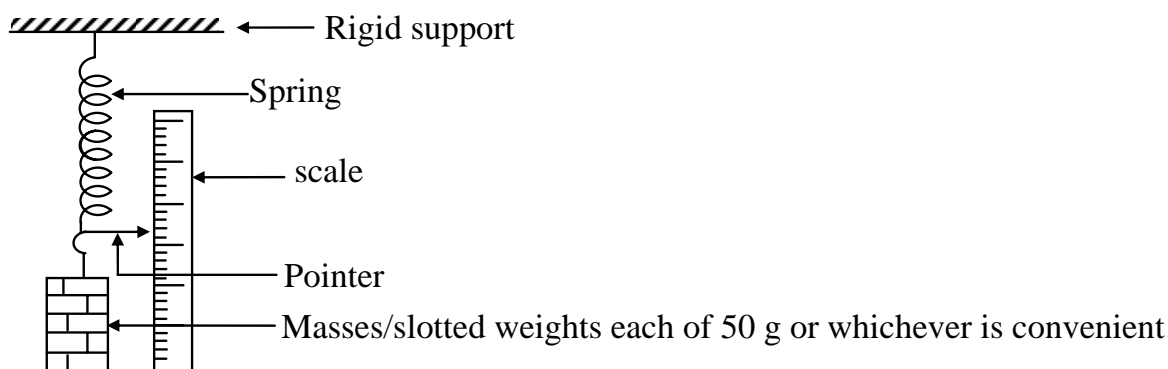 Rigid support
Spring
scale
Pointer
Masses/slotted weights each of 50 g or whichever is convenient